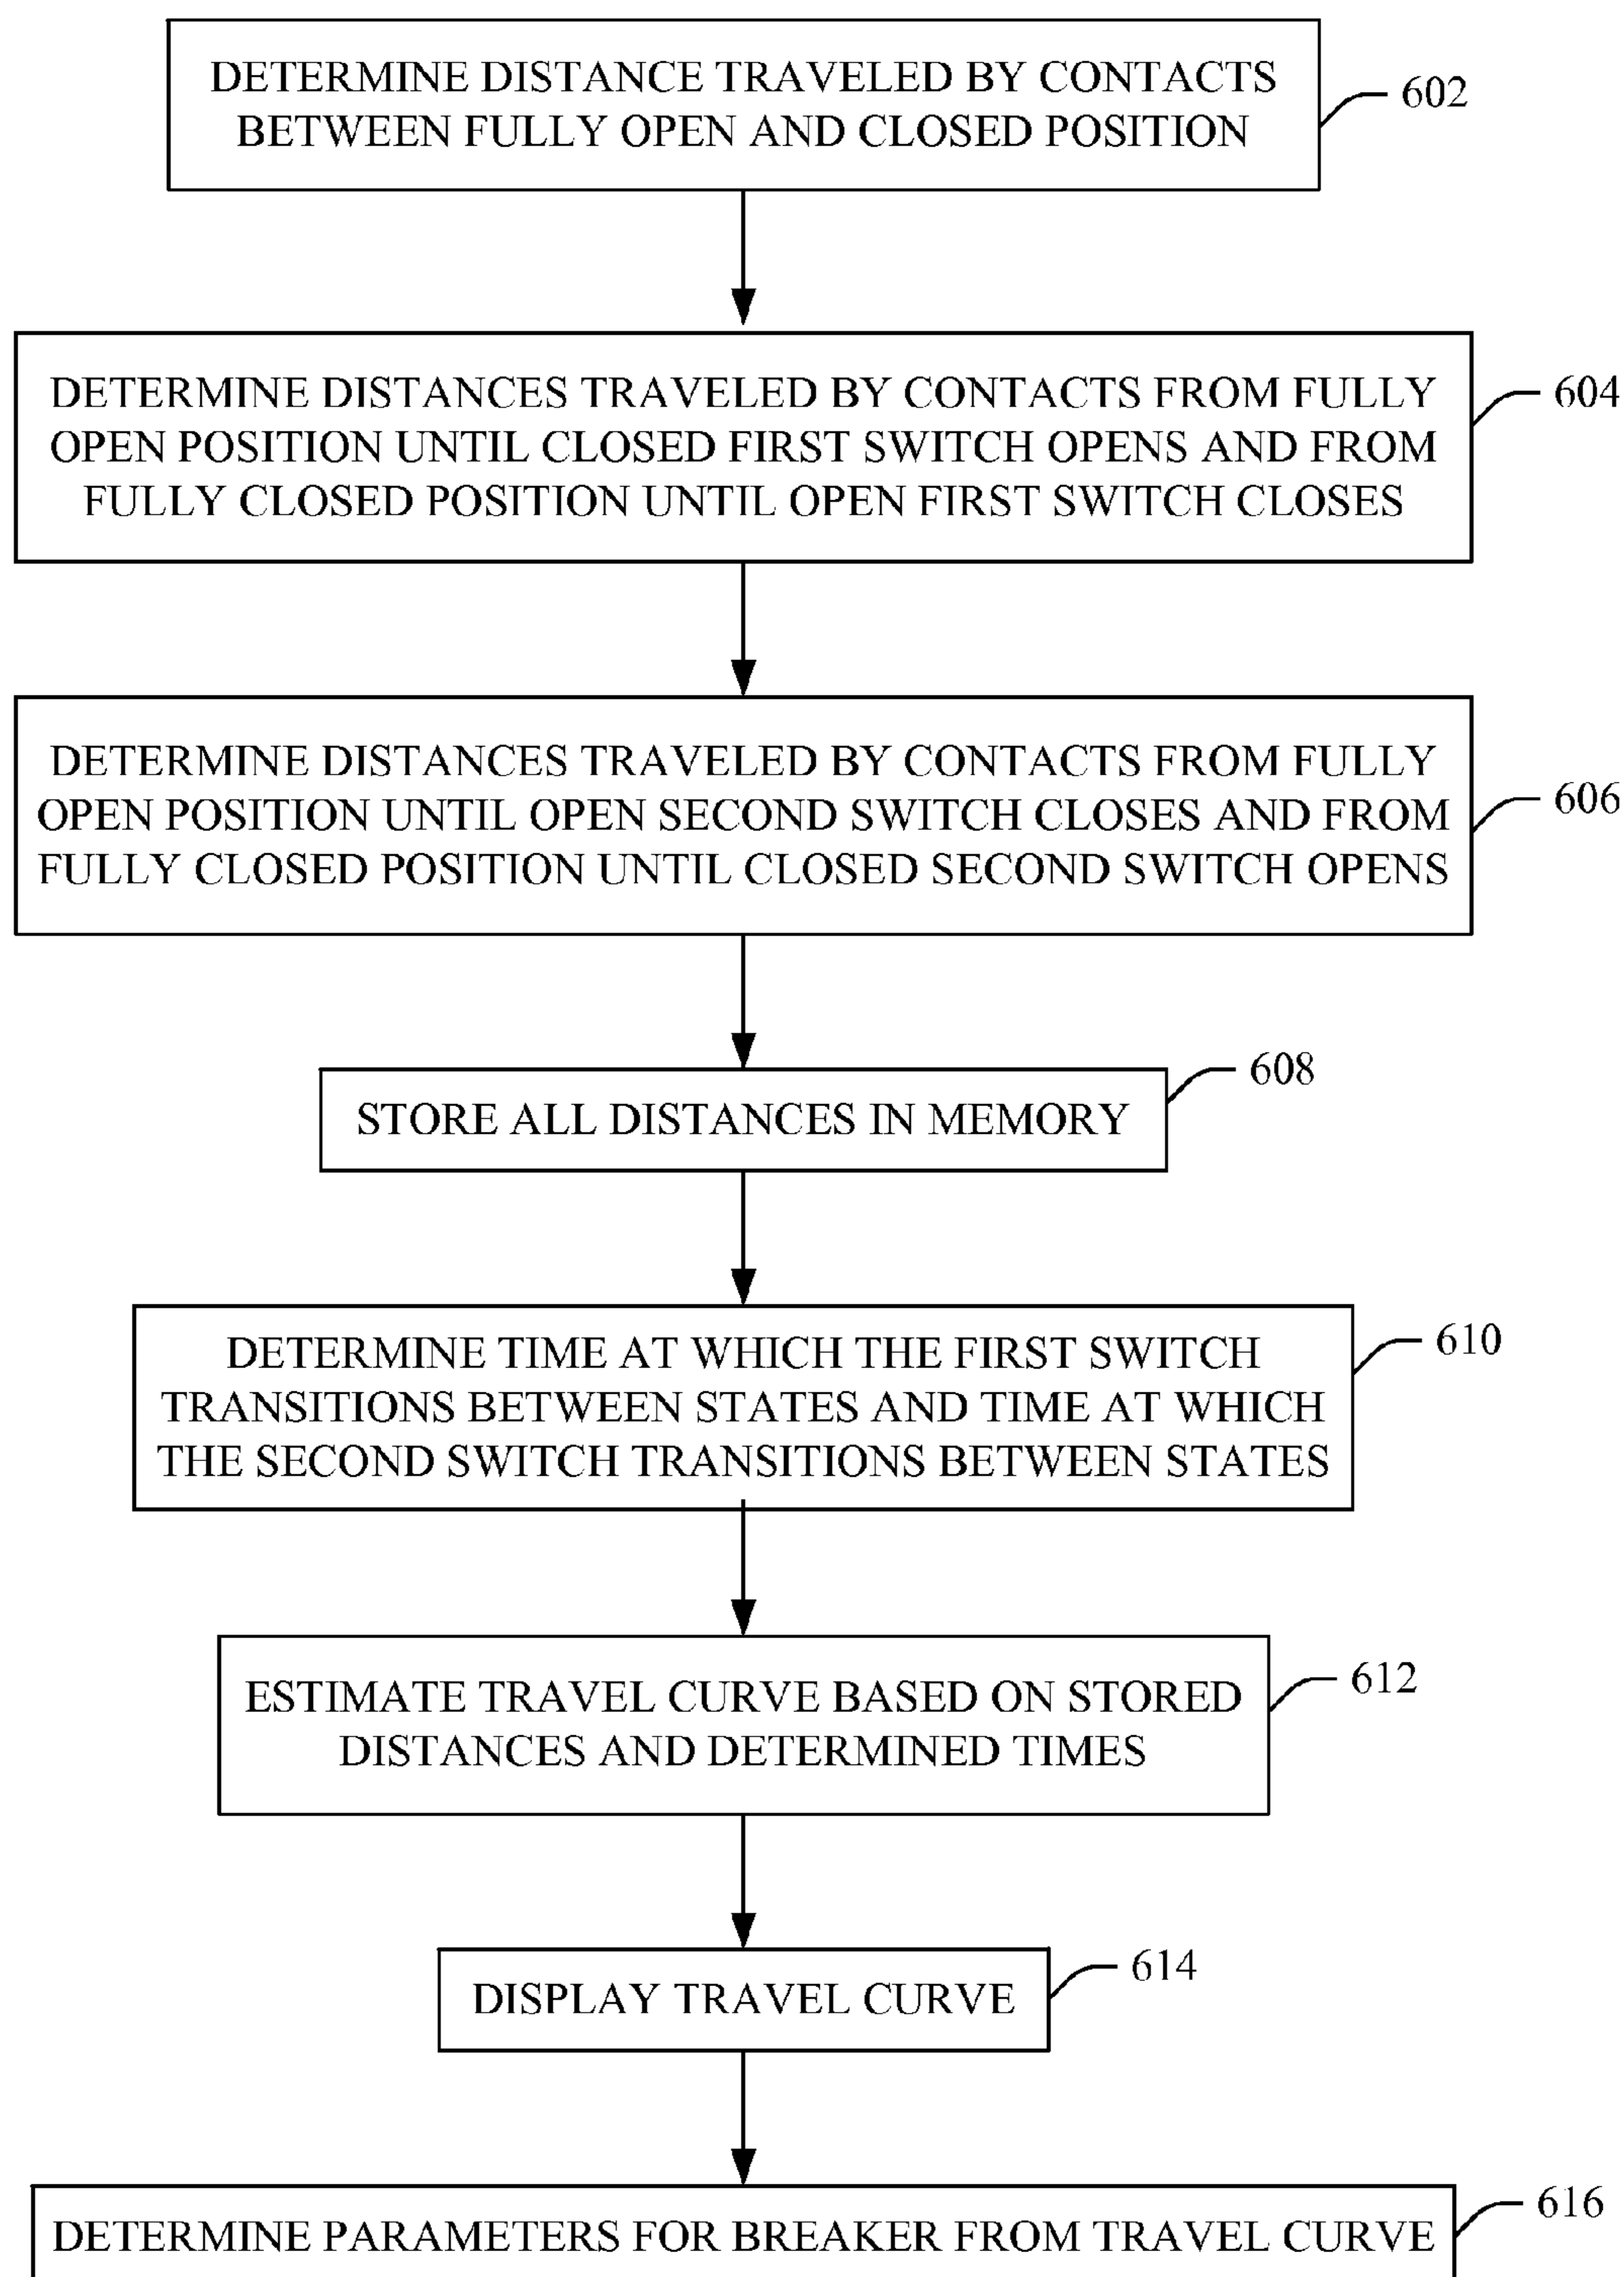 DETERMINE DISTANCE TRAVELED BY CONTACTS
BETWEEN FULLY OPEN AND CLOSED POSITION
602
DETERMINE DISTANCES TRAVELED BY CONTACTS FROM FULLY
OPEN POSITION UNTIL CLOSED FIRST SWITCH OPENS AND FROM
FULLY CLOSED POSITION UNTIL OPEN FIRST SWITCH CLOSES
604
DETERMINE DISTANCES TRAVELED BY CONTACTS FROM FULLY
OPEN POSITION UNTIL OPEN SECOND SWITCH CLOSES AND FROM
FULLY CLOSED POSITION UNTIL CLOSED SECOND SWITCH OPENS
606
STORE ALL DISTANCES IN MEMORY
608
DETERMINE TIME AT WHICH THE FIRST SWITCH
TRANSITIONS BETWEEN STATES AND TIME AT WHICH
THE SECOND SWITCH TRANSITIONS BETWEEN STATES
610
ESTIMATE TRAVEL CURVE BASED ON STORED
DISTANCES AND DETERMINED TIMES
612
DISPLAY TRAVEL CURVE
614
DETERMINE PARAMETERS FOR BREAKER FROM TRAVEL CURVE
616